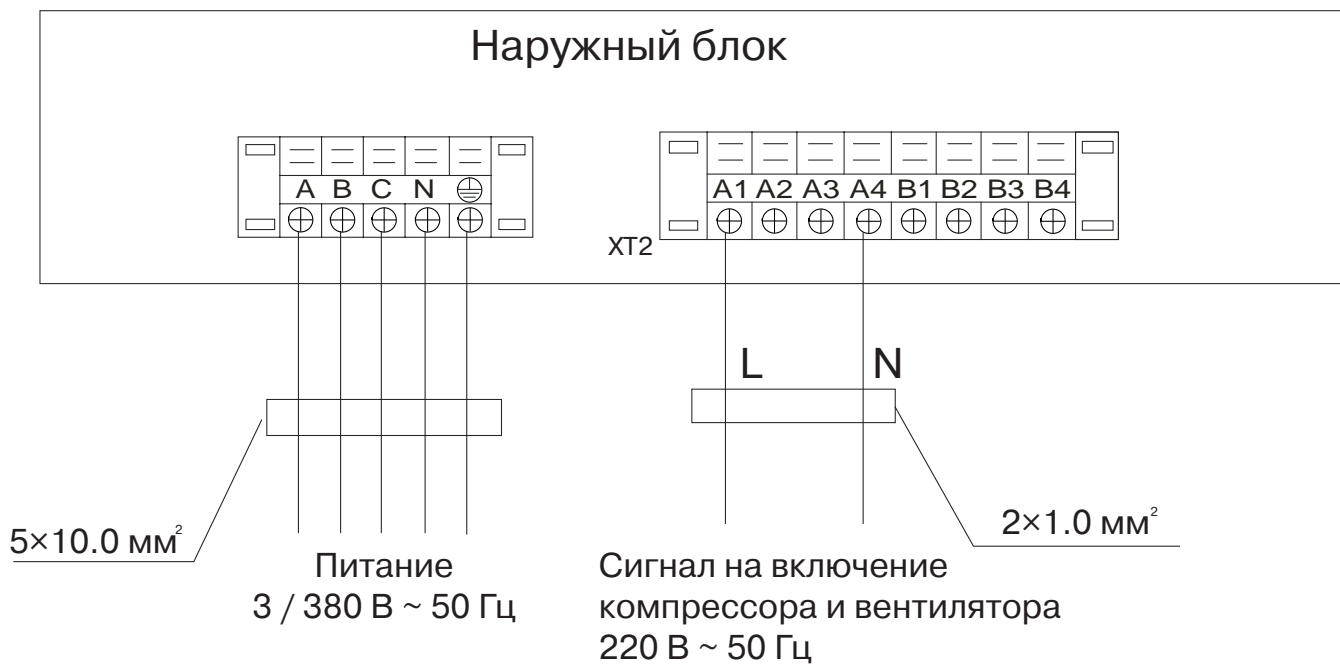 Наружный блок
A B C N
A1 A2 A3 A4 B1 B2 B3 B4
XT2
L N
5×10.0 мм²
2×1.0 мм²
Питание
3 / 380 В ~ 50 Гц
Сигнал на включение
компрессора и вентилятора
220 В ~ 50 Гц